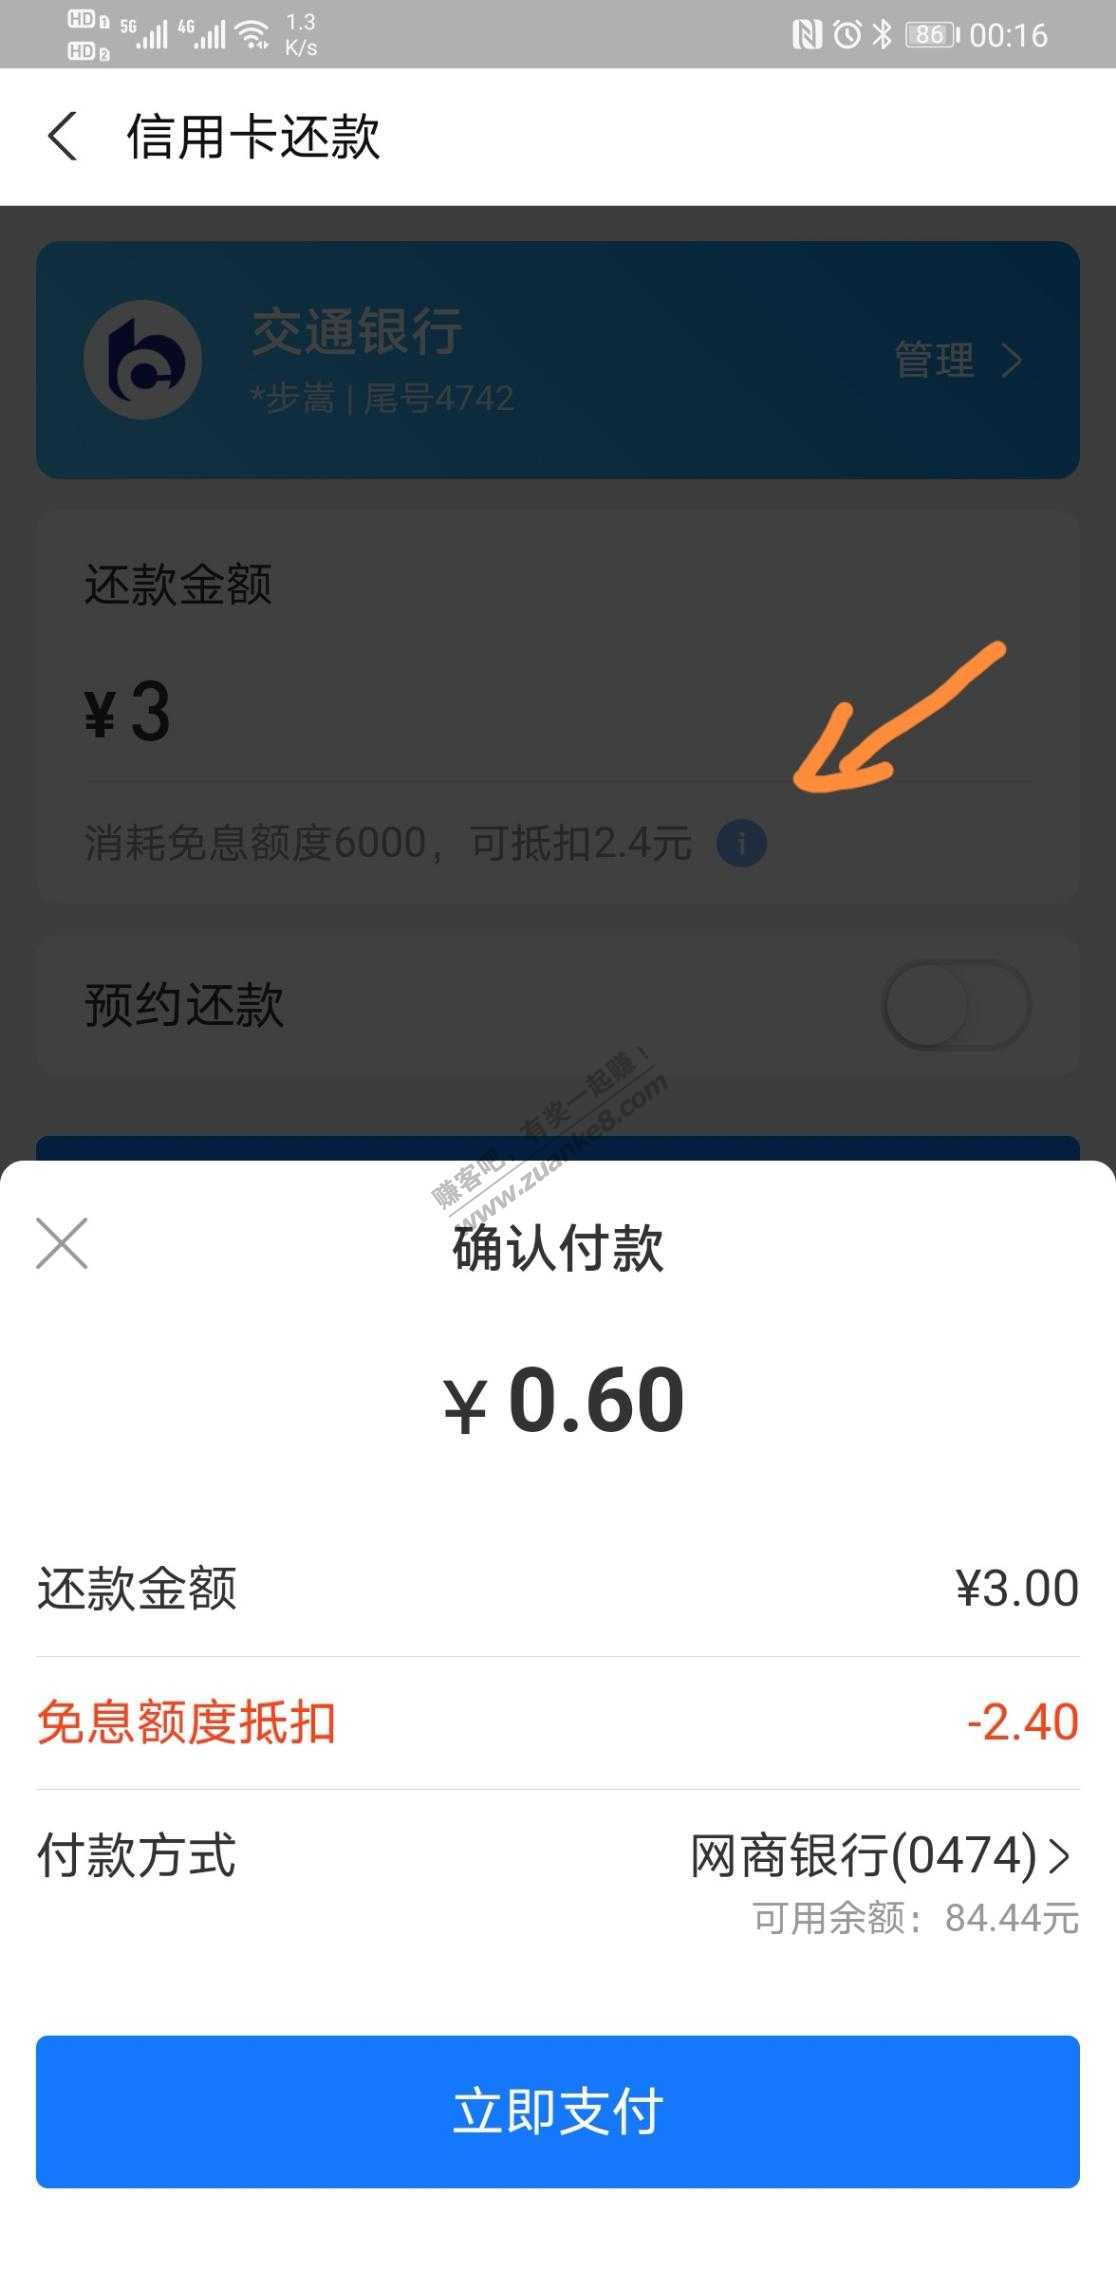 HD 1 5G 4G 1.3 86 00:16
HD 2 K/s
信用卡还款
交通银行
管理
*步嵩 | 尾号4742
还款金额
¥3
消耗免息额度6000，可抵扣2.4元 i
预约还款
赚客吧，有奖一起赚！
www.zuanke8.com
确认付款
¥0.60
还款金额 ¥3.00
免息额度抵扣 -2.40
付款方式 网商银行(0474)
可用余额：84.44元
立即支付